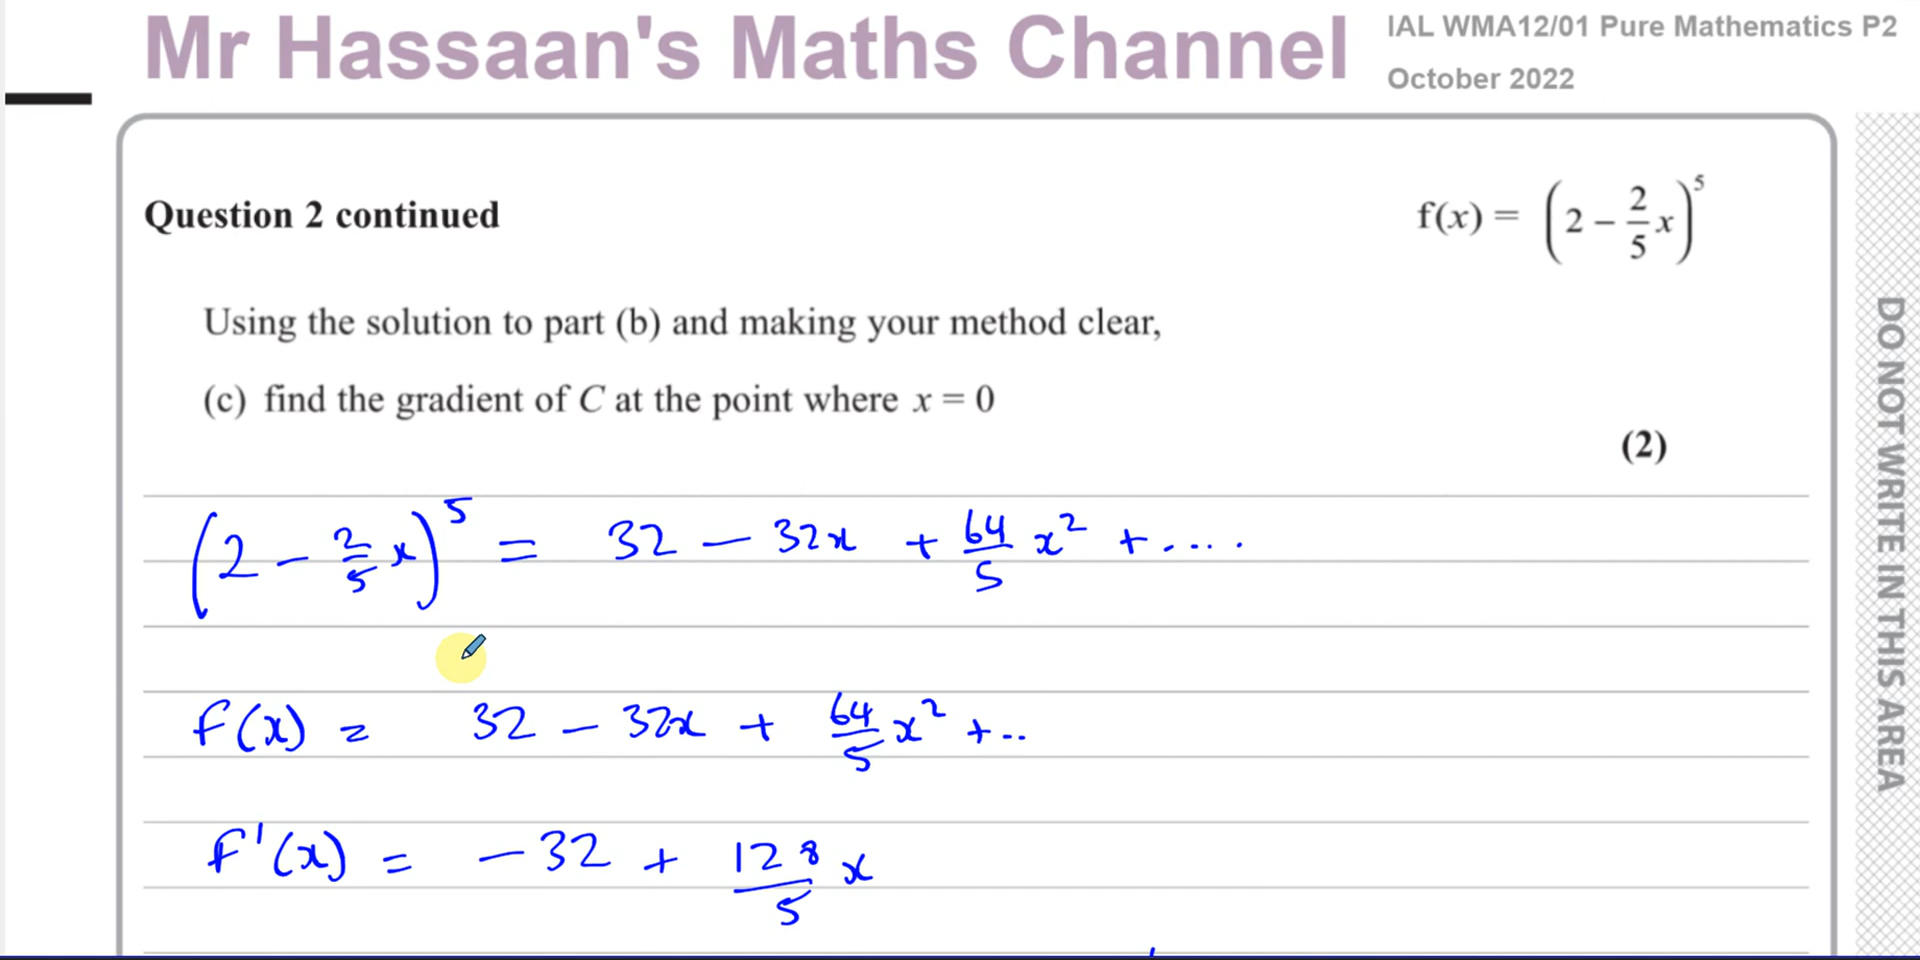 Mr Hassaan's Maths Channel
IAL WMA12/01 Pure Mathematics P2
October 2022
Question 2 continued
f(x) = (2 − 2/5 x)^5
Using the solution to part (b) and making your method clear,
(c) find the gradient of C at the point where x = 0
(2)
(2 − 2/5 x)^5 = 32 − 32x + 64/5 x² + ....
f(x) = 32 − 32x + 64/5 x² + ..
f'(x) = −32 + 128/5 x
DO NOT WRITE IN THIS AREA